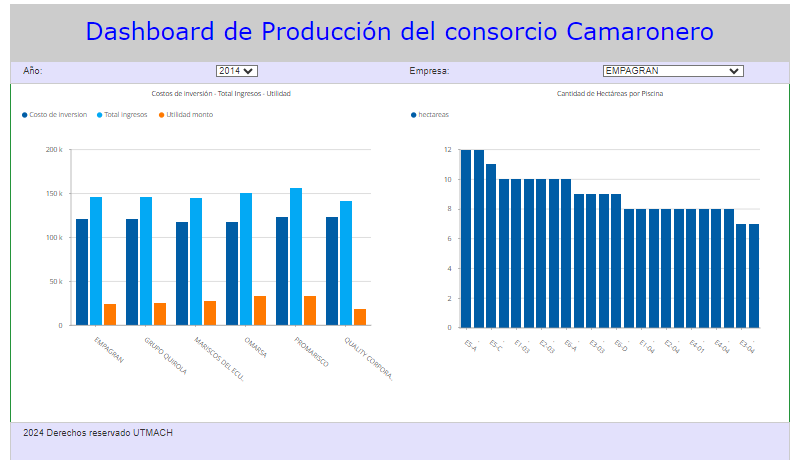 Dashboard de Producción del consorcio Camaronero
Año: 2014 Empresa: EMPAGRAN
Costos de inversión - Total Ingresos - Utilidad
Costo de inversion Total ingresos Utilidad monto
200 k
150 k
100 k
50 k
0
EMPAGRAN
GRUPO QUIROLA
MARISCOS DEL ECU..
OMARSA
PROMARISCO
QUALITY CORPORA..
Cantidad de Hectáreas por Piscina
hectareas
12
10
8
6
4
2
0
E5-A
E5-C
E1-03
E2-03
E6-A
E3-03
E6-D
E1-04
E2-04
E4-01
E4-04
E3-04
2024 Derechos reservado UTMACH